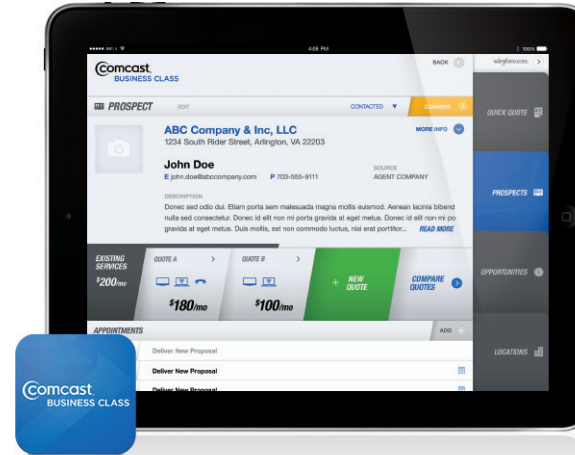 4:08 PM
100%
Comcast
BUSINESS CLASS
BACK
salesforce.com
PROSPECT
EDIT
CONTACTED
CONVERT
QUICK QUOTE
ABC Company & Inc, LLC
MORE INFO
1234 South Rider Street, Arlington, VA 22203
John Doe
SOURCE
E john.doe@abccompany.com P 703-555-9111
AGENT COMPANY
PROSPECTS
DESCRIPTION
Donec sed odio dui. Etiam porta sem malesuada magna mollis euismod. Aenean lacinia bibend
nulla sed consectetur. Donec id elit non mi porta gravida at eget metus. Donec id elit non mi po
gravida at eget metus. Duis mollis, est non commodo luctus, nisi erat porttitor... READ MORE
EXISTING
SERVICES
$200/mo
QUOTE A
$180/mo
QUOTE B
$100/mo
+ NEW
QUOTE
COMPARE
QUOTES
OPPORTUNITIES
APPOINTMENTS
ADD +
Deliver New Proposal
LOCATIONS
Deliver New Proposal
Deliver New Proposal
Comcast
BUSINESS CLASS